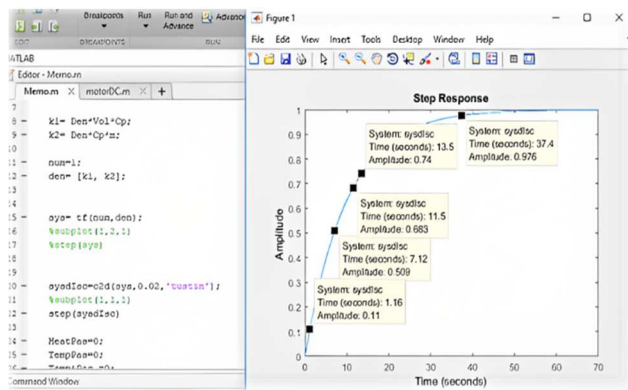 Breakpoints
Run
Run and
Advance
Advance
BREAKPOINTS
RUN
Editor - Memo.m
Memo.m × motorDC.m × +
k1= Den*Vol*Cp;
k2= Den*Cp*m;
num=1;
den= [k1, k2];
sys= tf(num,den);
%subplot(1,2,1)
%step(sys)
sysdisc=c2d(sys,0.02,'tustin');
%subplot(1,1,1)
step(sysdisc)
HeatPas=0;
TempPas=0;
Command Window
Figure 1
File Edit View Insert Tools Desktop Window Help
Step Response
System: sysdisc
Time (seconds): 13.5
Amplitude: 0.74
System: sysdisc
Time (seconds): 37.4
Amplitude: 0.976
System: sysdisc
Time (seconds): 11.5
Amplitude: 0.683
System: sysdisc
Time (seconds): 7.12
Amplitude: 0.509
System: sysdisc
Time (seconds): 1.16
Amplitude: 0.11
Amplitude
1
0.9
0.8
0.7
0.6
0.5
0.4
0.3
0.2
0.1
0
0 10 20 30 40 50 60 70
Time (seconds)